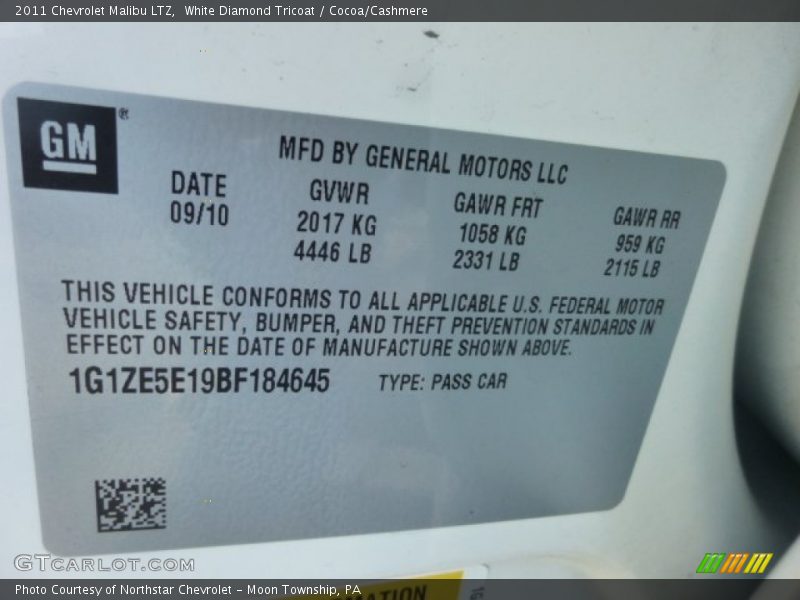 2011 Chevrolet Malibu LTZ,  White Diamond Tricoat / Cocoa/Cashmere
GM®
MFD BY GENERAL MOTORS LLC
DATE GVWR GAWR FRT GAWR RR
09/10 2017 KG 1058 KG 959 KG
4446 LB 2331 LB 2115 LB
THIS VEHICLE CONFORMS TO ALL APPLICABLE U.S. FEDERAL MOTOR
VEHICLE SAFETY, BUMPER, AND THEFT PREVENTION STANDARDS IN
EFFECT ON THE DATE OF MANUFACTURE SHOWN ABOVE.
1G1ZE5E19BF184645 TYPE: PASS CAR
GTCARLOT.COM
Photo Courtesy of Northstar Chevrolet - Moon Township, PA